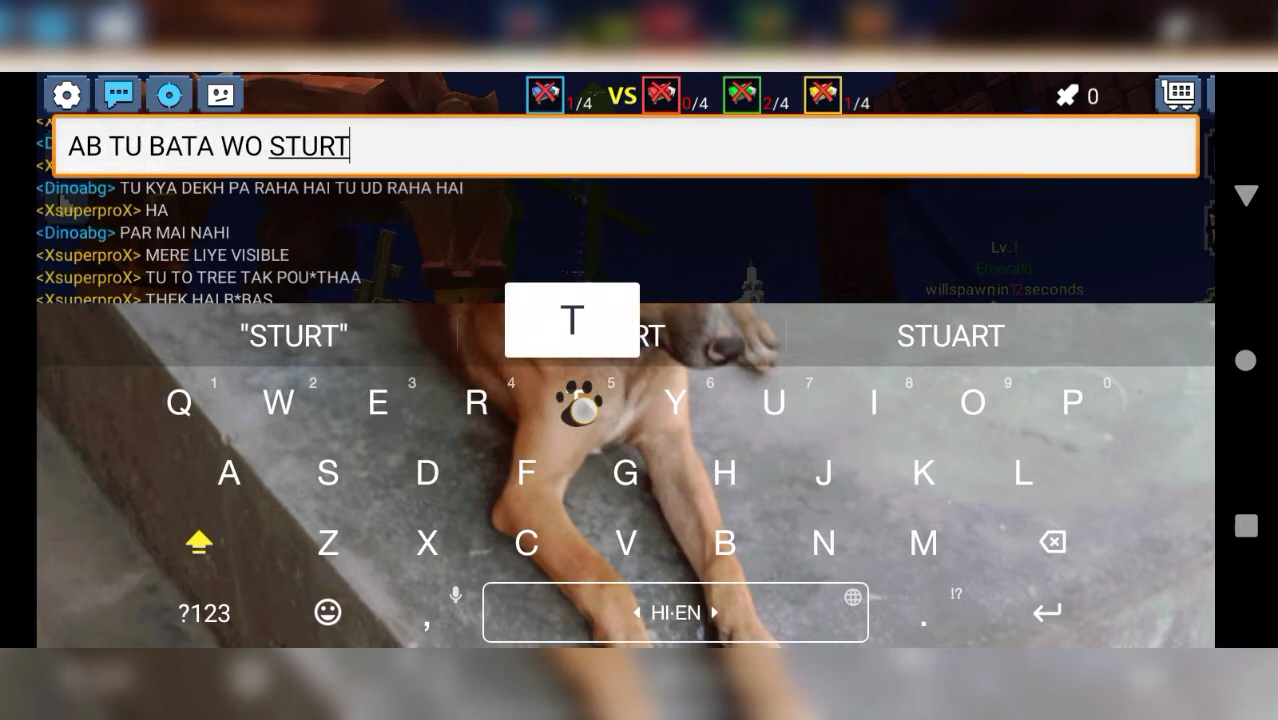 1/4 VS 0/4 2/4 1/4 0
AB TU BATA WO STURT
<Dinoabg> TU KYA DEKH PA RAHA HAI TU UD RAHA HAI
<XsuperproX> HA
<Dinoabg> PAR MAI NAHI
<XsuperproX> MERE LIYE VISIBLE
<XsuperproX> TU TO TREE TAK POU*THAA
<XsuperproX> THEK HAI B*BAS
Lv.1
Emerald
willspawnin12seconds
"STURT" T RT STUART
1 2 3 4 5 6 7 8 9 0
Q W E R Y U I O P
A S D F G H J K L
Z X C V B N M
?123 , HI·EN . !?